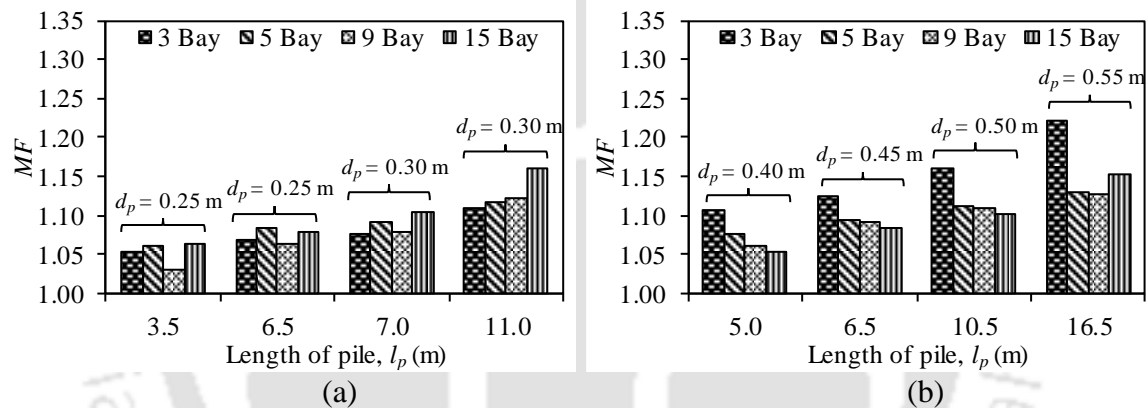 1.35
1.30
1.25
1.20
1.15
1.10
1.05
1.00
MF
3 Bay 5 Bay 9 Bay 15 Bay
dp = 0.25 m
dp = 0.25 m
dp = 0.30 m
dp = 0.30 m
3.5 6.5 7.0 11.0
Length of pile, lp (m)
(a)
1.35
1.30
1.25
1.20
1.15
1.10
1.05
1.00
MF
3 Bay 5 Bay 9 Bay 15 Bay
dp = 0.40 m
dp = 0.45 m
dp = 0.50 m
dp = 0.55 m
5.0 6.5 10.5 16.5
Length of pile, lp (m)
(b)